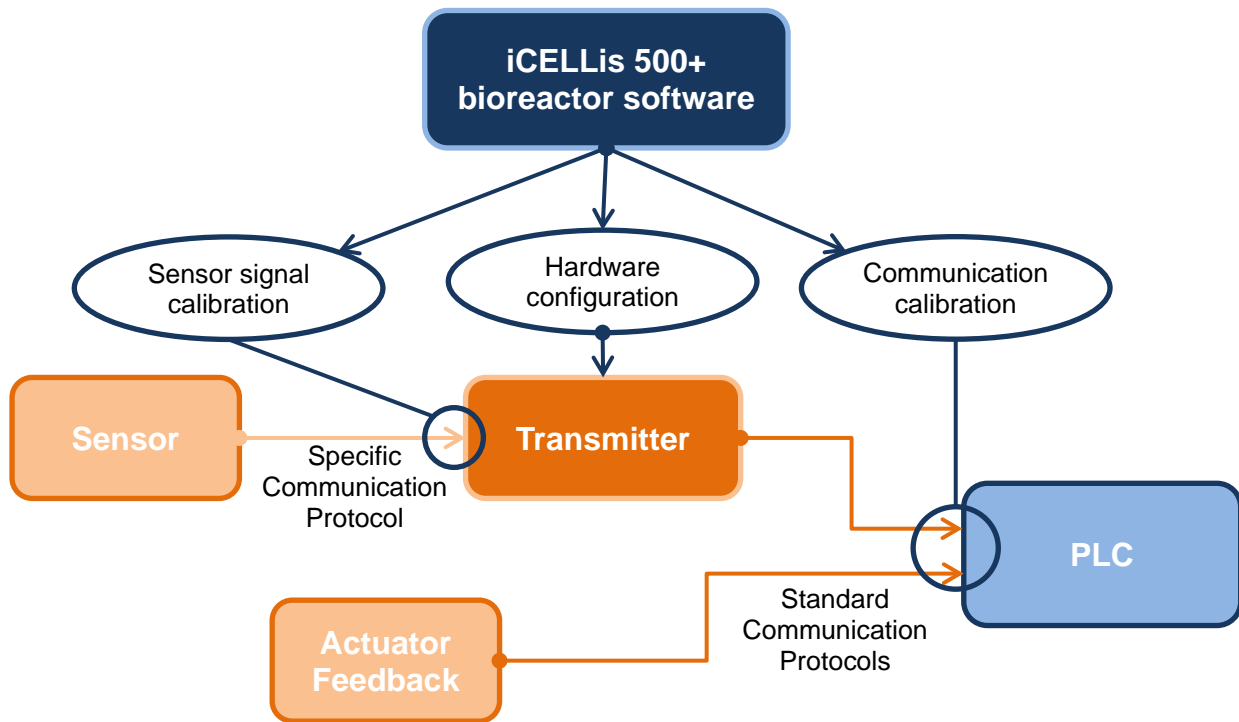 iCELLis 500+
bioreactor software
Sensor signal
calibration
Hardware
configuration
Communication
calibration
Sensor
Specific
Communication
Protocol
Transmitter
PLC
Actuator
Feedback
Standard
Communication
Protocols